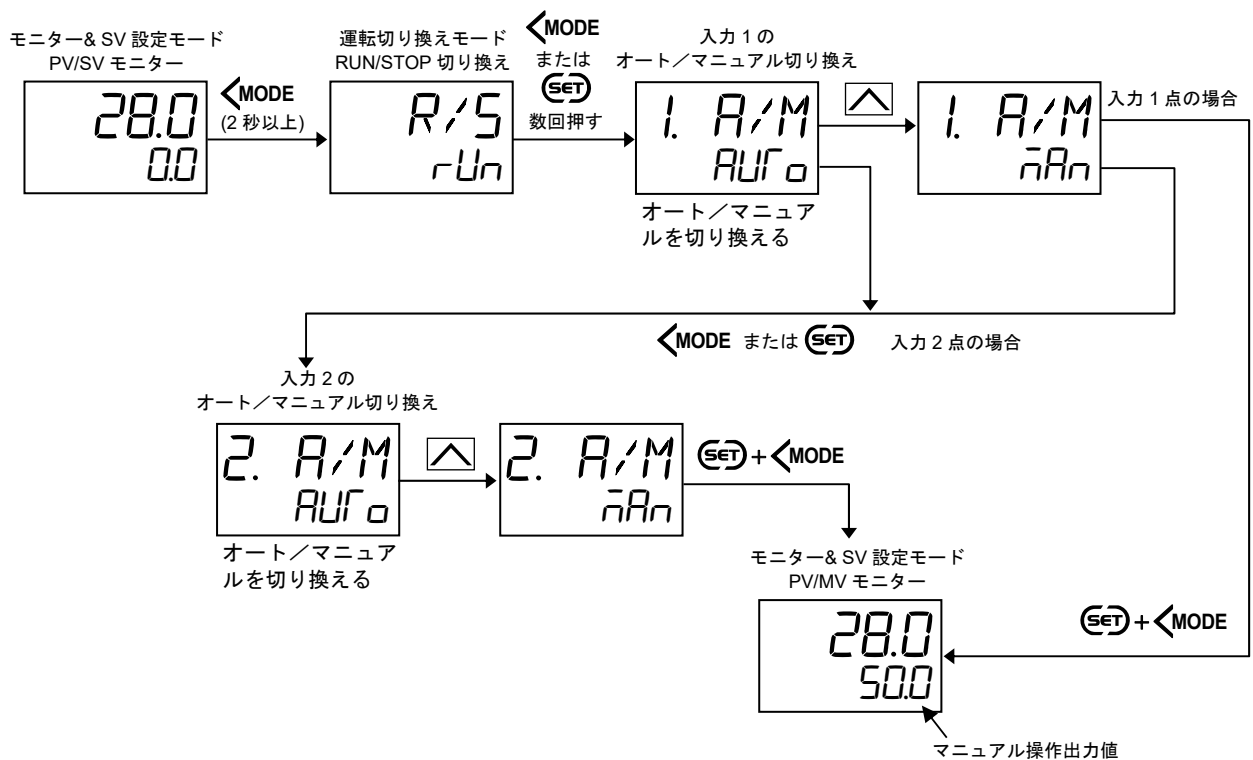 モニター& SV 設定モード
PV/SV モニター
28.0
0.0
MODE
(2 秒以上)
運転切り換えモード
RUN/STOP 切り換え
R/S
rUn
MODE
または
SET
数回押す
入力 1 の
オート／マニュアル切り換え
1. A/M
AUTo
オート／マニュア
ルを切り換える
1. A/M
MAn
入力 1 点の場合
MODE または SET 入力 2 点の場合
入力 2 の
オート／マニュアル切り換え
2. A/M
AUTo
オート／マニュア
ルを切り換える
2. A/M
MAn
SET + MODE
モニター& SV 設定モード
PV/MV モニター
28.0
50.0
SET + MODE
マニュアル操作出力値